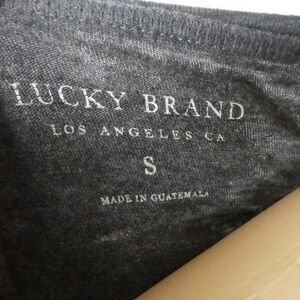 LUCKY BRAND
LOS ANGELES CA
S
MADE IN GUATEMALA